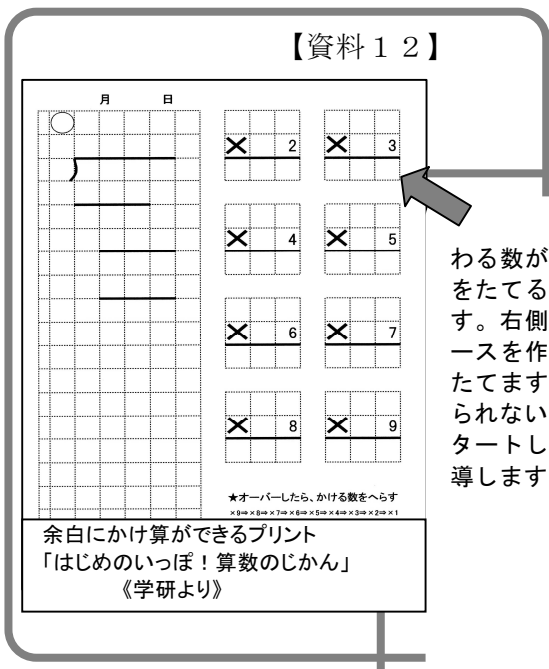 【資料１２】
月 日
× 2 × 3
× 4 × 5
× 6 × 7
× 8 × 9
★オーバーしたら、かける数をへらす
×9⇒×8⇒×7⇒×6⇒×5⇒×4⇒×3⇒×2⇒×1
余白にかけ算ができるプリント
「はじめのいっぽ！算数のじかん」
《学研より》
わる数が
をたてる
す。右側
ースを作
たてます
られない
タートし
導します